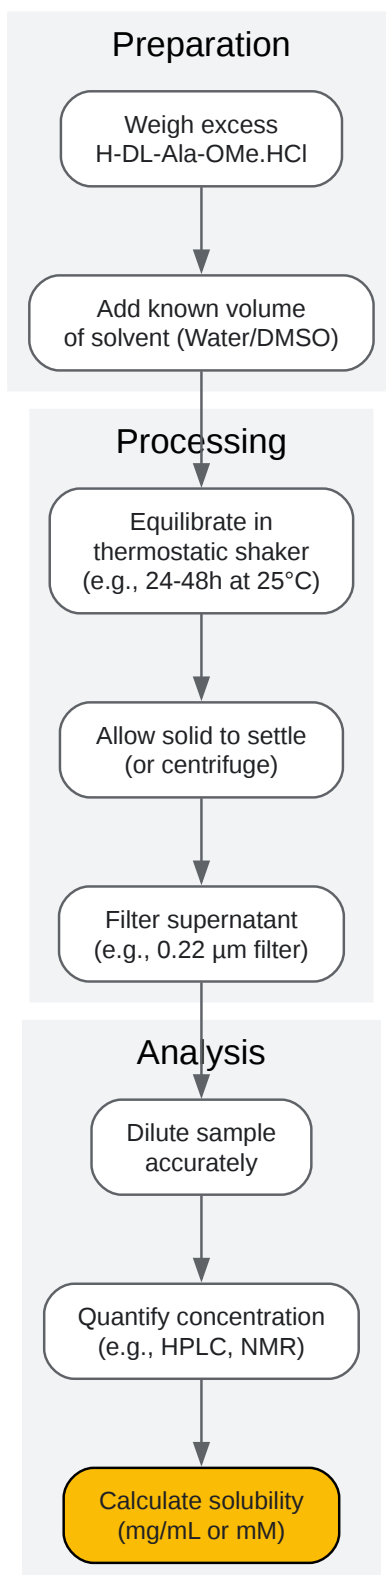 Preparation
Weigh excess
H-DL-Ala-OMe.HCl
Add known volume
of solvent (Water/DMSO)
Processing
Equilibrate in
thermostatic shaker
(e.g., 24-48h at 25°C)
Allow solid to settle
(or centrifuge)
Filter supernatant
(e.g., 0.22 µm filter)
Analysis
Dilute sample
accurately
Quantify concentration
(e.g., HPLC, NMR)
Calculate solubility
(mg/mL or mM)